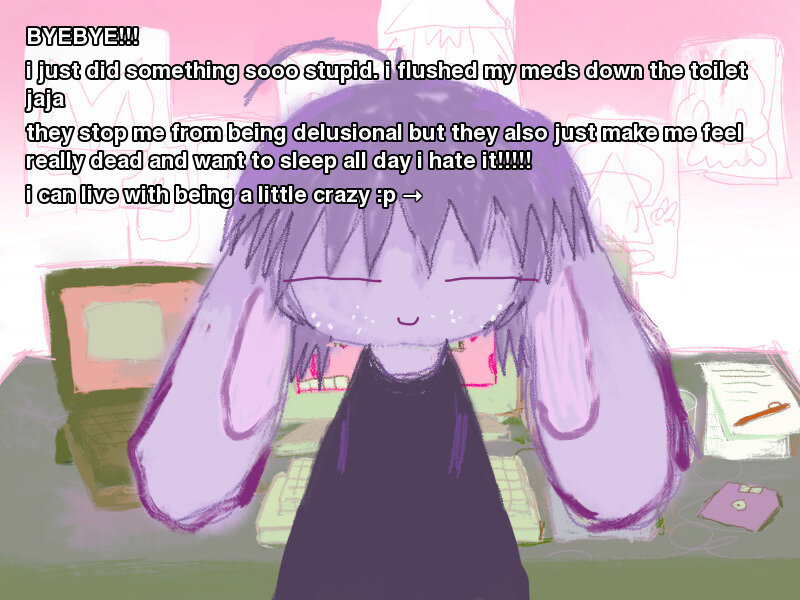 BYEBYE!!!
i just did something sooo stupid. i flushed my meds down the toilet
jaja
they stop me from being delusional but they also just make me feel
really dead and want to sleep all day i hate it!!!!!
i can live with being a little crazy :p →